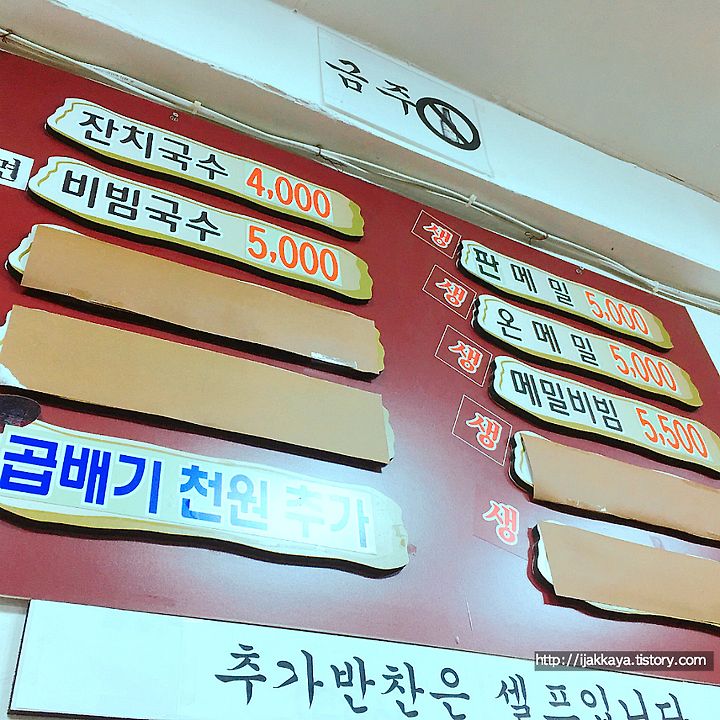 금주
잔치국수 4,000
면
비빔국수 5,000
곱배기 천원 추가
생 판메밀 5,000
생 온메밀 5,000
생 메밀비빔 5,500
생
생
추가반찬은 셀프입니다
http://ijakkaya.tistory.com